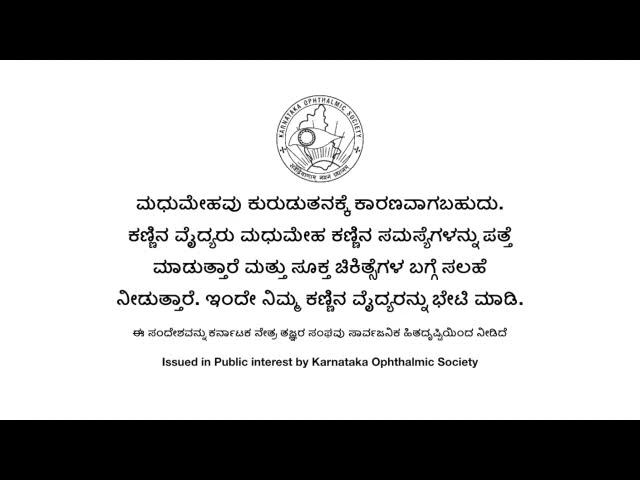 KARNATAKA OPHTHALMIC SOCIETY
ಮಧುಮೇಹವು ಕುರುಡುತನಕ್ಕೆ ಕಾರಣವಾಗಬಹುದು.
ಕಣ್ಣಿನ ವೈದ್ಯರು ಮಧುಮೇಹ ಕಣ್ಣಿನ ಸಮಸ್ಯೆಗಳನ್ನು ಪತ್ತೆ
ಮಾಡುತ್ತಾರೆ ಮತ್ತು ಸೂಕ್ತ ಚಿಕಿತ್ಸೆಗಳ ಬಗ್ಗೆ ಸಲಹೆ
ನೀಡುತ್ತಾರೆ. ಇಂದೇ ನಿಮ್ಮ ಕಣ್ಣಿನ ವೈದ್ಯರನ್ನು ಭೇಟಿ ಮಾಡಿ.
ಈ ಸಂದೇಶವನ್ನು ಕರ್ನಾಟಕ ನೇತ್ರ ತಜ್ಞರ ಸಂಘವು ಸಾರ್ವಜನಿಕ ಹಿತದೃಷ್ಟಿಯಿಂದ ನೀಡಿದೆ
Issued in Public interest by Karnataka Ophthalmic Society